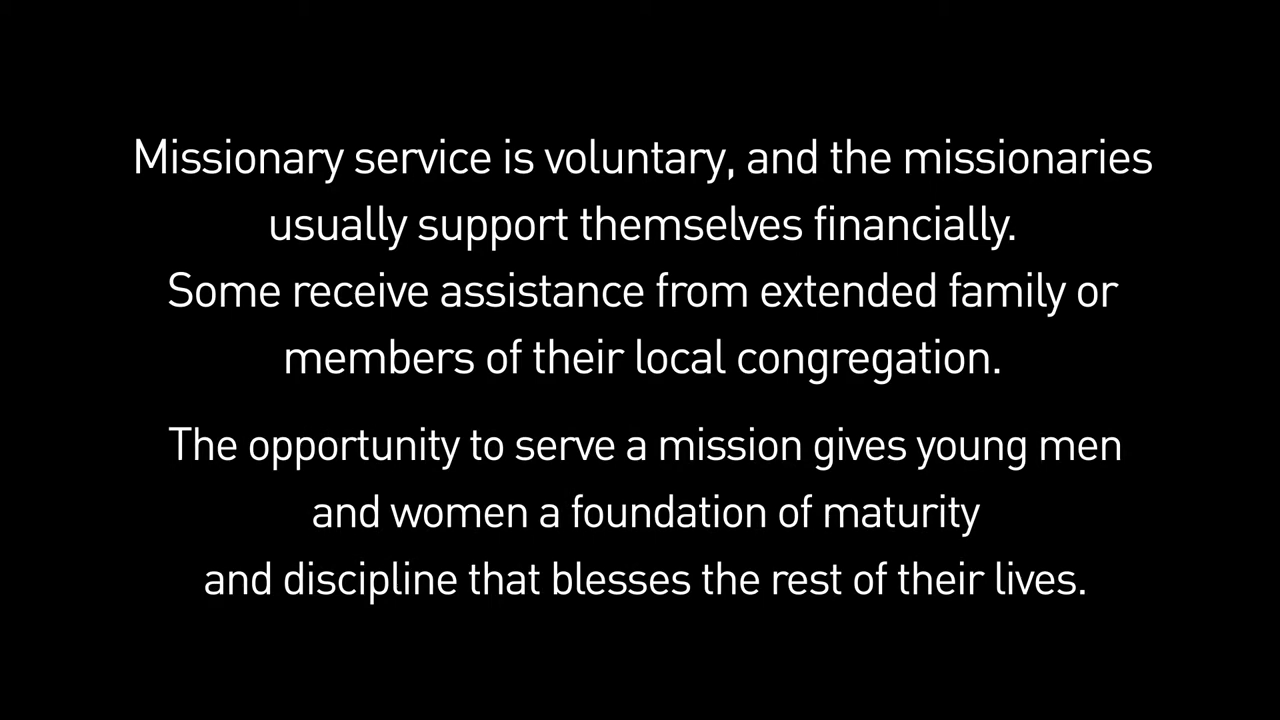 Missionary service is voluntary, and the missionaries
usually support themselves financially.
Some receive assistance from extended family or
members of their local congregation.
The opportunity to serve a mission gives young men
and women a foundation of maturity
and discipline that blesses the rest of their lives.